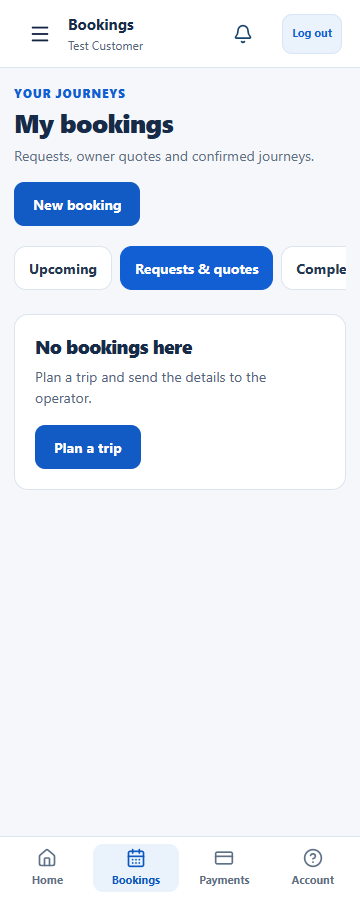 Bookings
Test Customer
Log out
YOUR JOURNEYS
My bookings
Requests, owner quotes and confirmed journeys.
New booking
Upcoming
Requests & quotes
Comple
No bookings here
Plan a trip and send the details to the
operator.
Plan a trip
Home
Bookings
Payments
Account